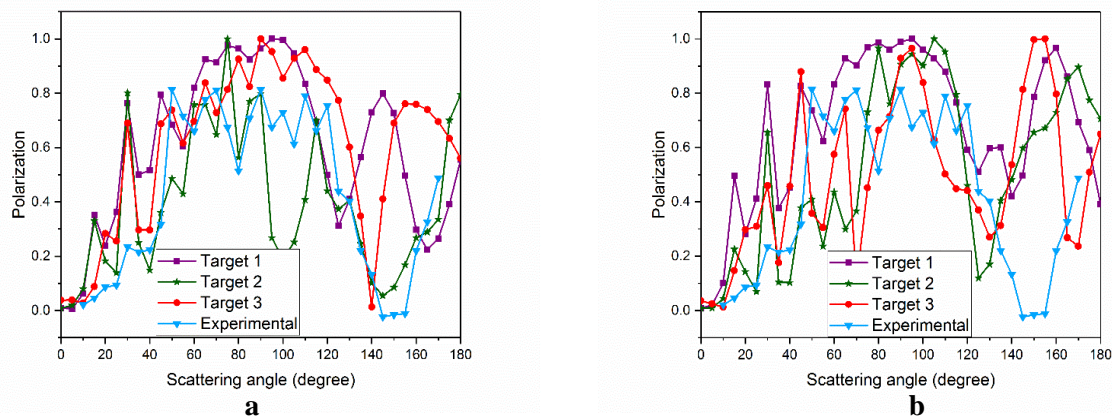 1.0
0.8
0.6
0.4
0.2
0.0
Polarization
Target 1
Target 2
Target 3
Experimental
0 20 40 60 80 100 120 140 160 180
Scattering angle (degree)
a
1.0
0.8
0.6
0.4
0.2
0.0
Polarization
Target 1
Target 2
Target 3
Experimental
0 20 40 60 80 100 120 140 160 180
Scattering angle (degree)
b